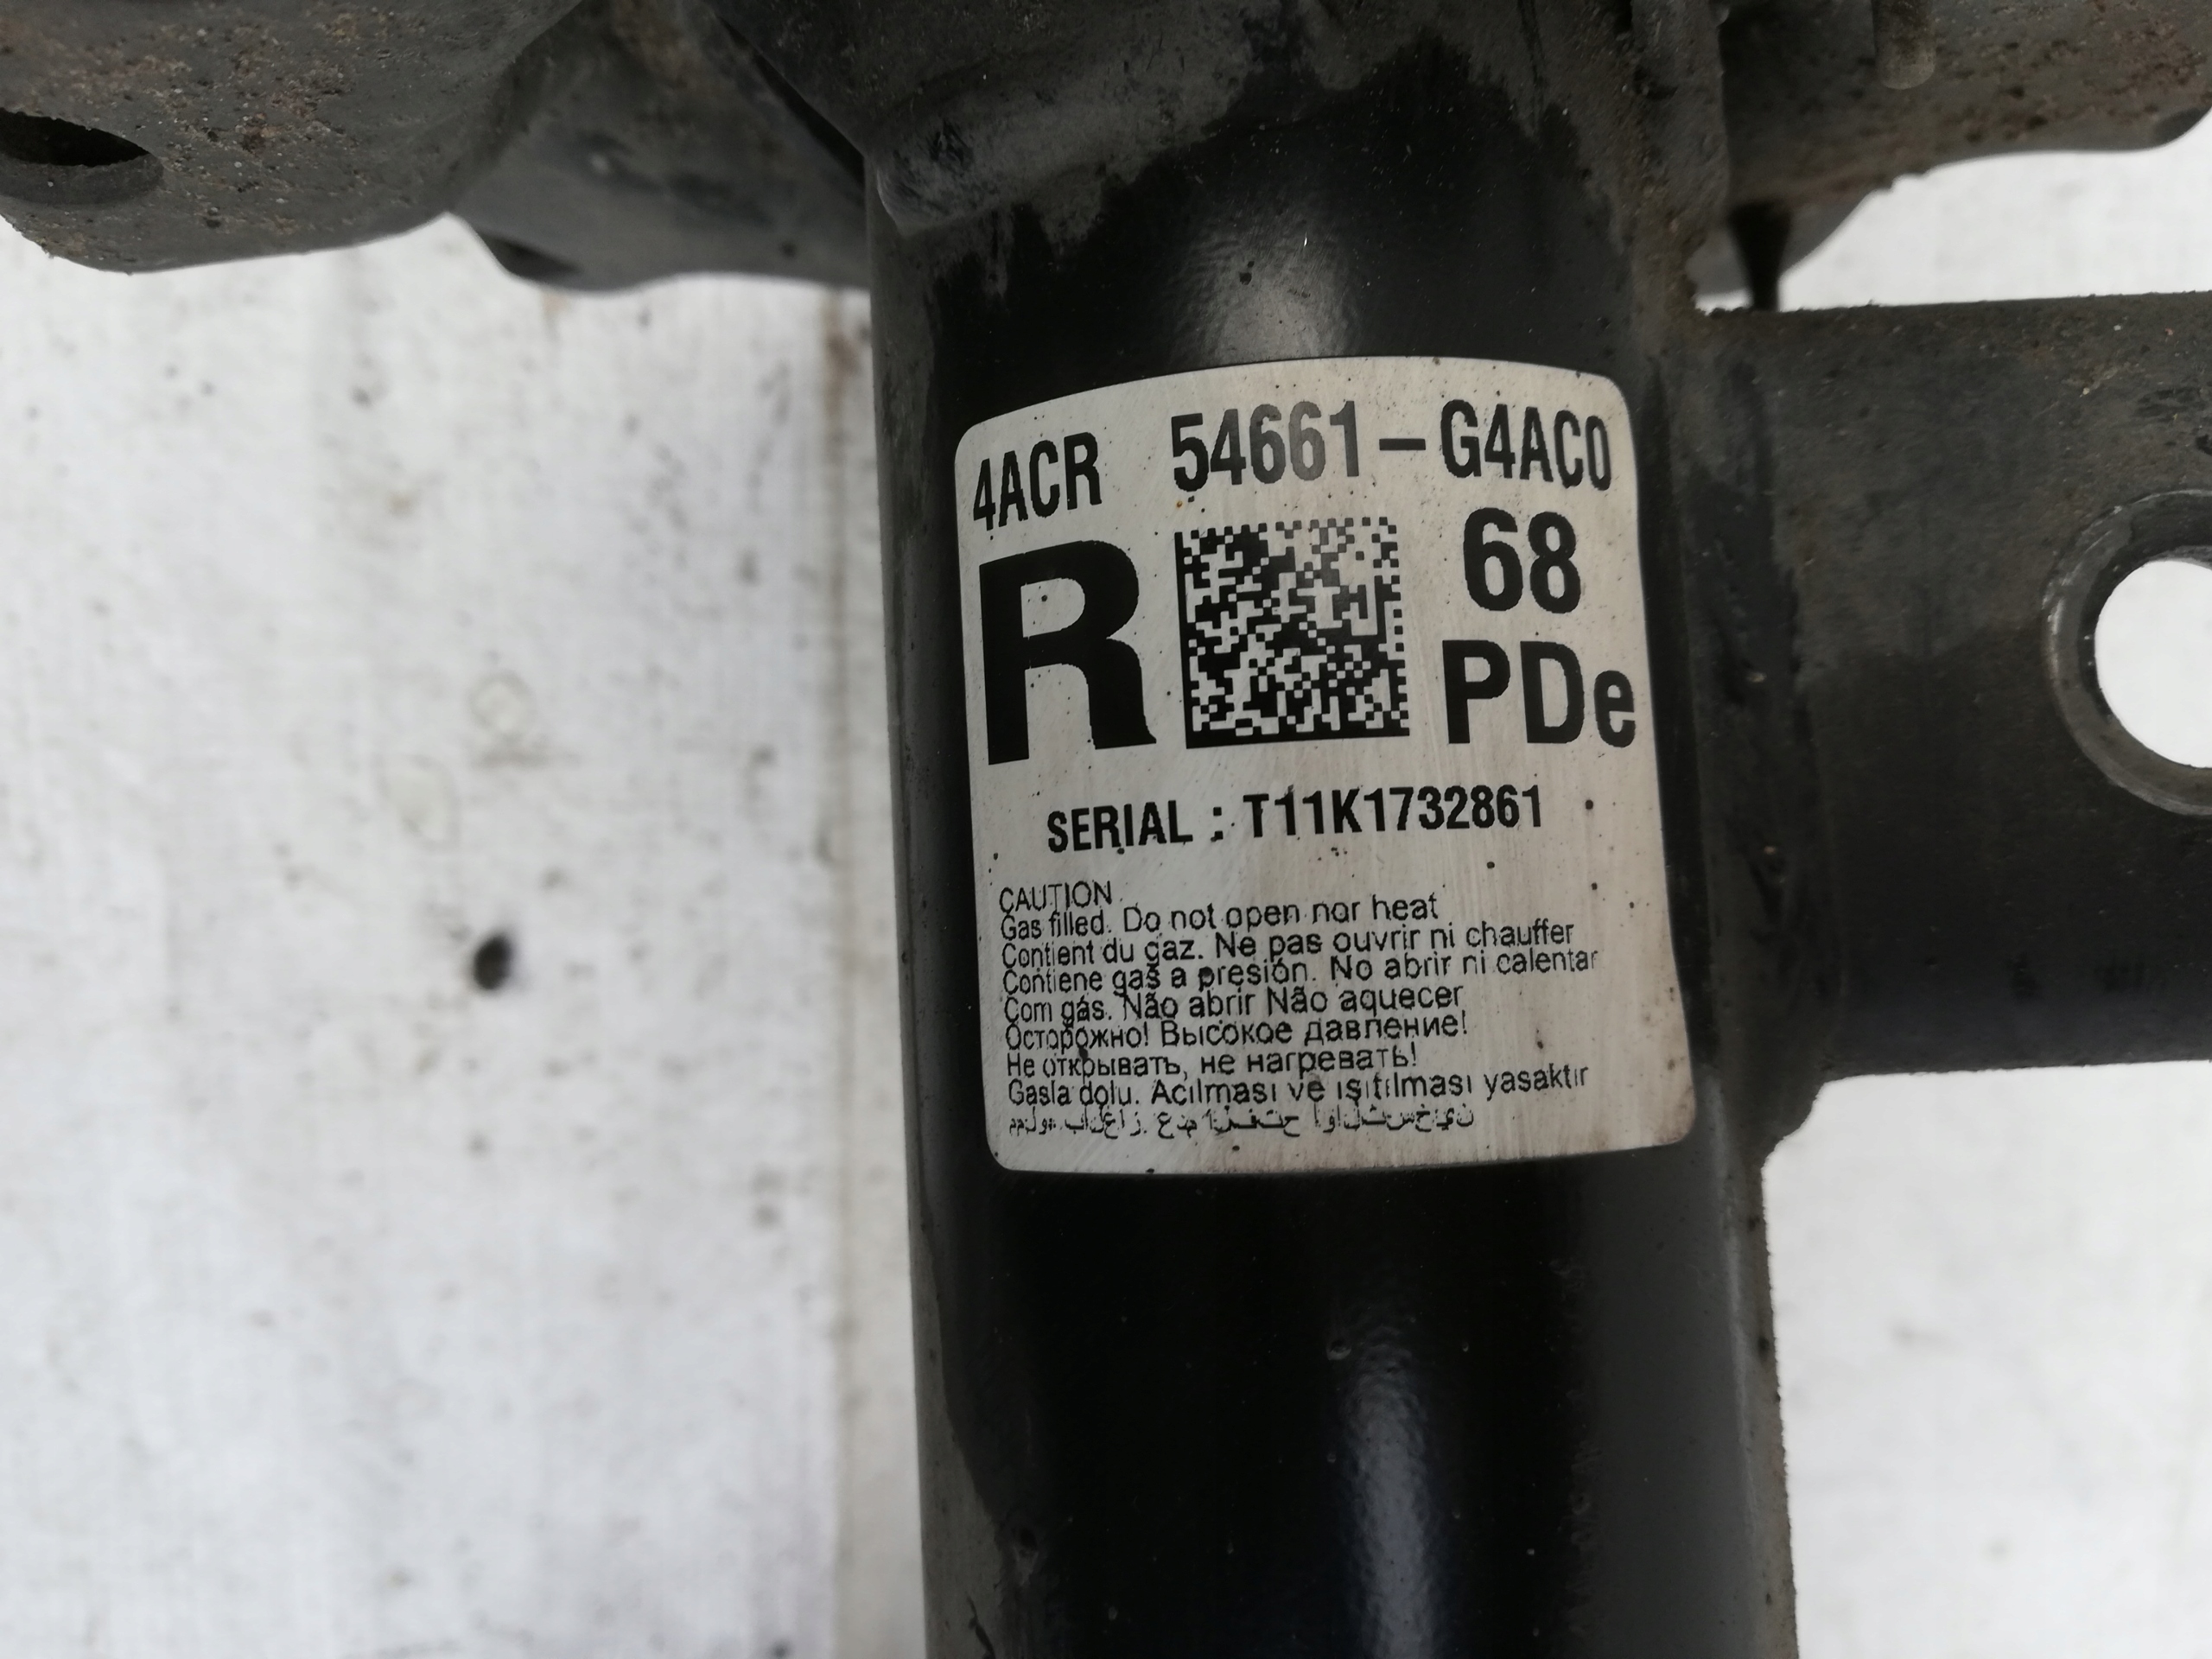 4ACR 54661-G4AC0
R 68
PDe
SERIAL : T11K1732861
CAUTION
Gas filled. Do not open nor heat
Contient du gaz. Ne pas ouvrir ni chauffer
Contiene gas a presión. No abrir ni calentar
Com gás. Não abrir Não aquecer
Осторожно! Высокое давление!
Не открывать, не нагревать!
Gasla dolu. Acılması ve ısıtılması yasaktır